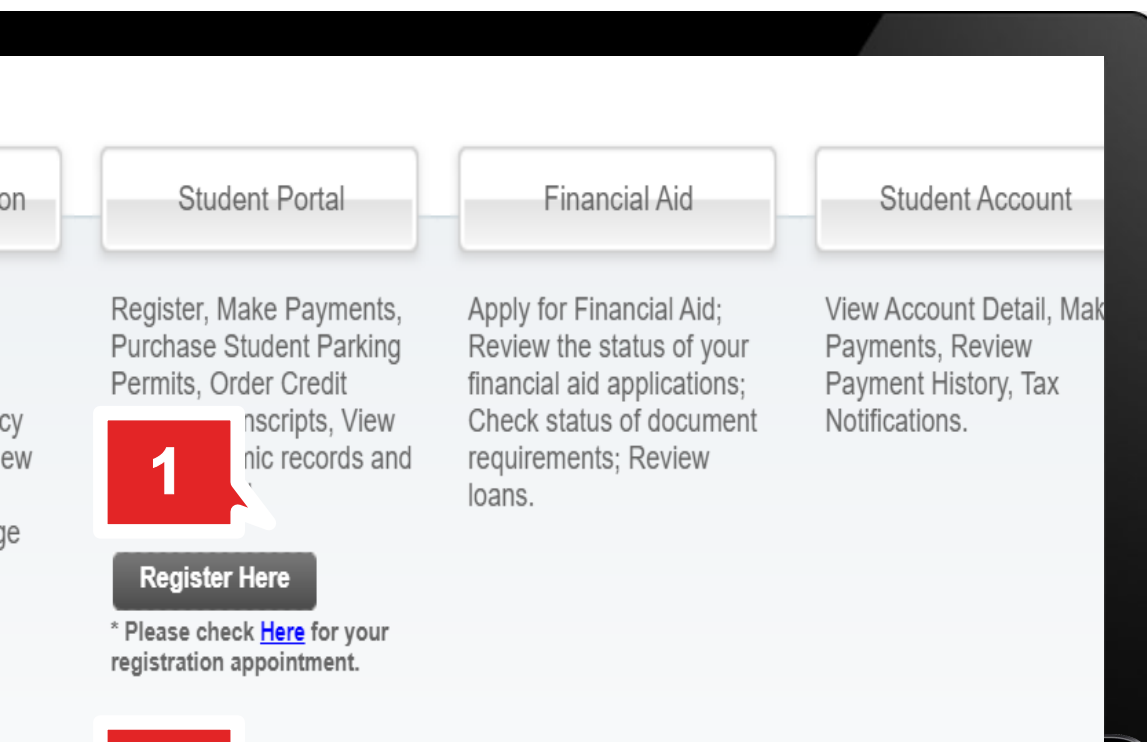 on
Student Portal
Financial Aid
Student Account
Register, Make Payments,
Purchase Student Parking
Permits, Order Credit
nscripts, View
nic records and
1
Register Here
* Please check Here for your
registration appointment.
Apply for Financial Aid;
Review the status of your
financial aid applications;
Check status of document
requirements; Review
loans.
View Account Detail, Mak
Payments, Review
Payment History, Tax
Notifications.
cy
ew
ge